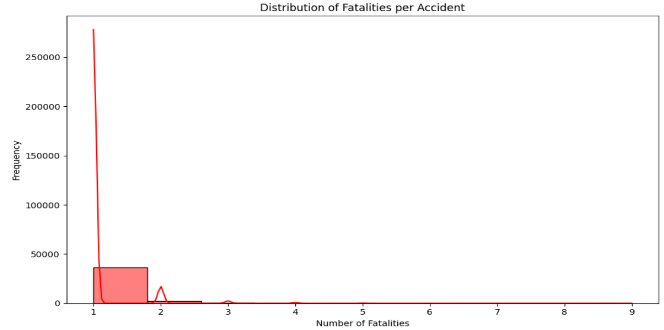 Distribution of Fatalities per Accident
Frequency
250000
200000
150000
100000
50000
0
1 2 3 4 5 6 7 8 9
Number of Fatalities